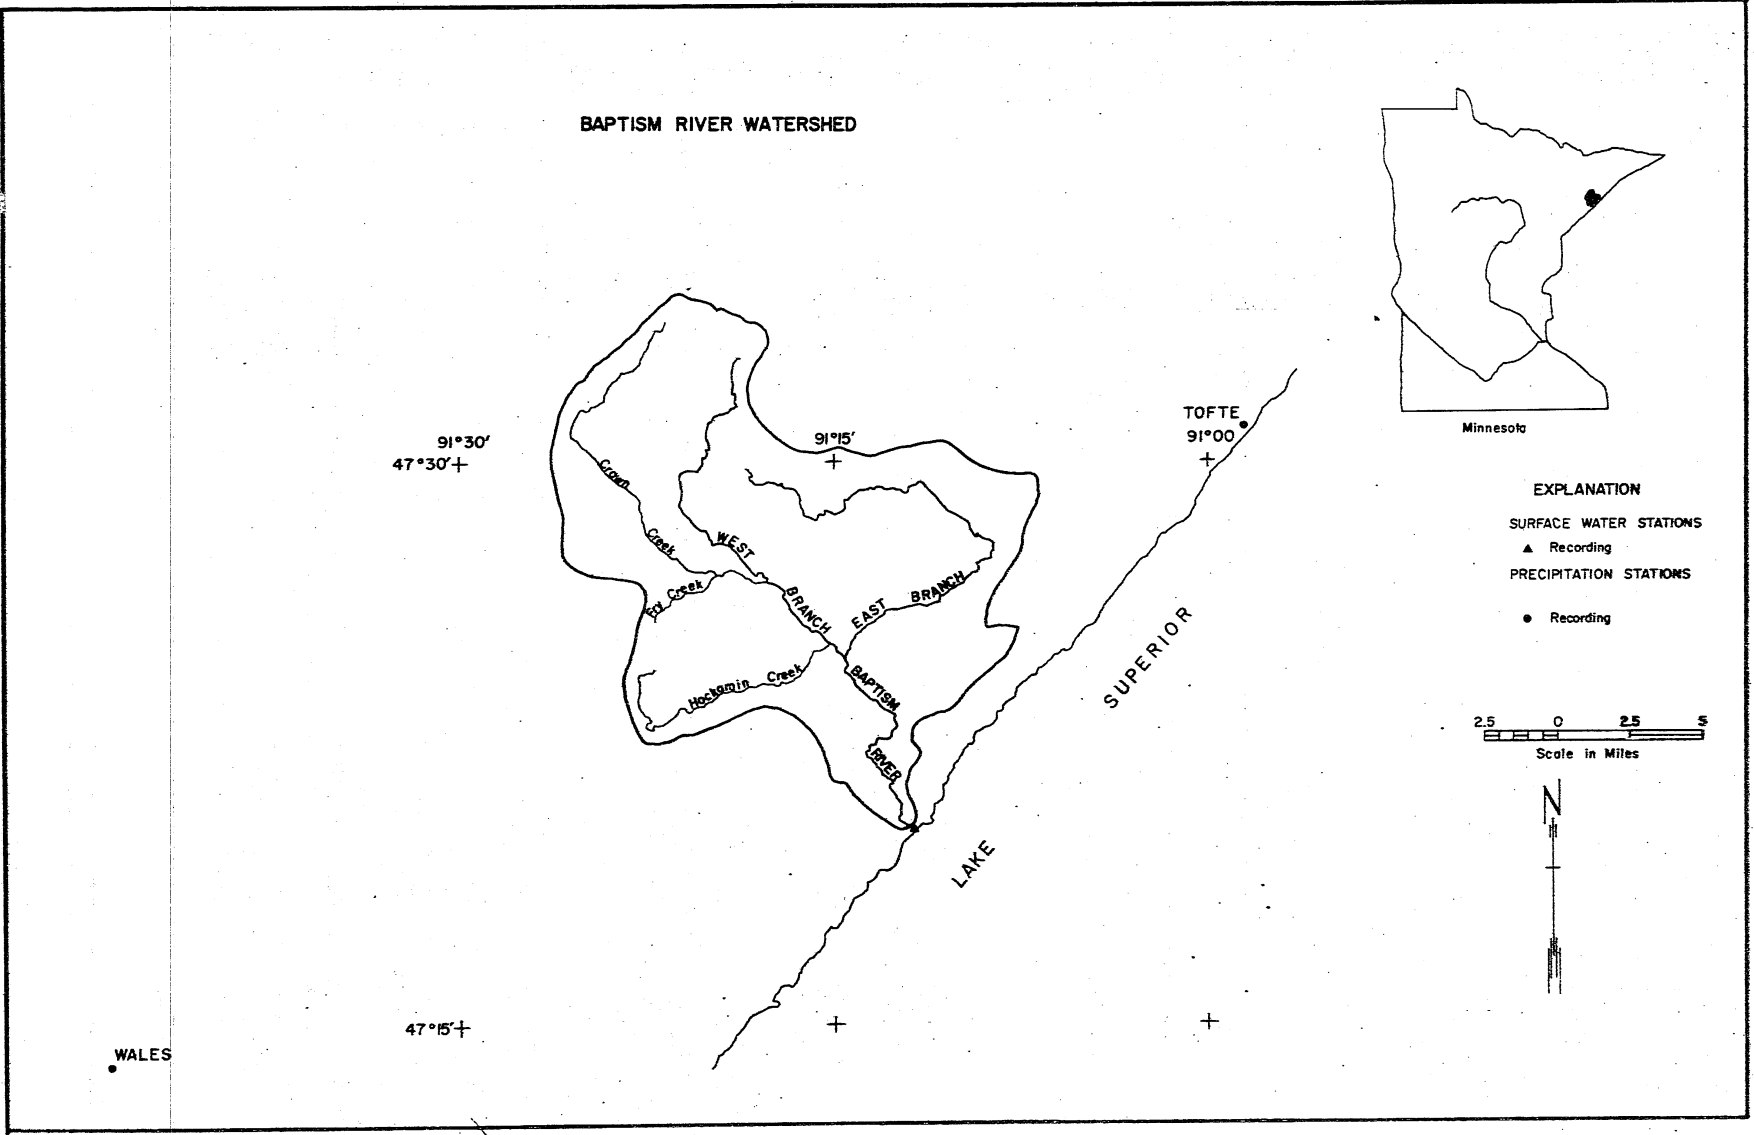 BAPTISM RIVER WATERSHED
Minnesota
TOFTE
91°30'
91°15'
91°00
47°30'
Crown
Creek
WEST
BRANCH
Fry Creek
EAST BRANCH
Hockamin Creek
BAPTISM
RIVER
LAKE
SUPERIOR
47°15'
WALES
EXPLANATION
SURFACE WATER STATIONS
▲ Recording
PRECIPITATION STATIONS
● Recording
2.5 0 2.5 5
Scale in Miles
N